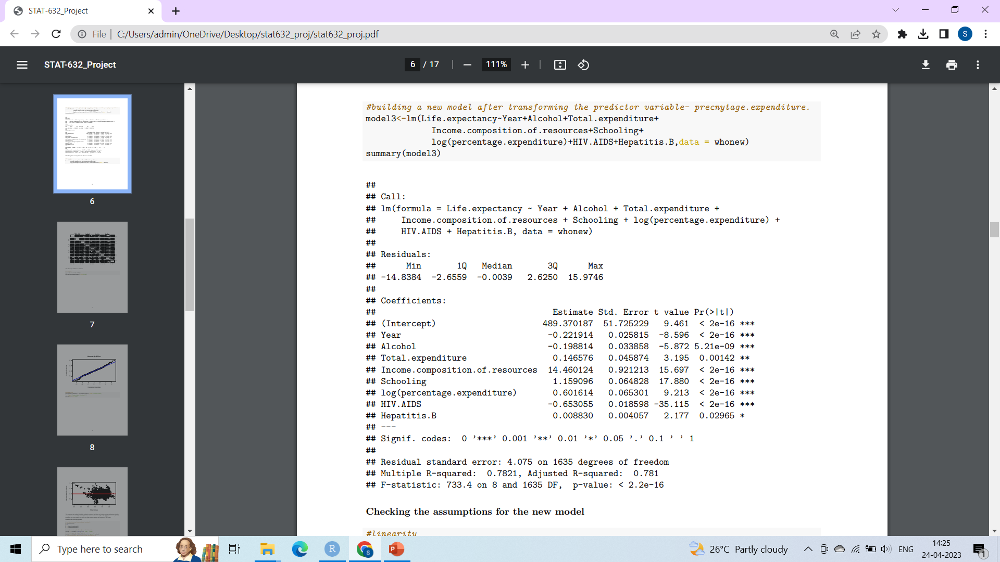 STAT-632_Project
File | C:/Users/admin/OneDrive/Desktop/stat632_proj/stat632_proj.pdf
S
STAT-632_Project
6 / 17
111%
6
7
8
#building a new model after transforming the predictor variable- precnytage.expenditure.
model3<-lm(Life.expectancy~Year+Alcohol+Total.expenditure+
Income.composition.of.resources+Schooling+
log(percentage.expenditure)+HIV.AIDS+Hepatitis.B,data = whonew)
summary(model3)
##
## Call:
## lm(formula = Life.expectancy ~ Year + Alcohol + Total.expenditure +
##     Income.composition.of.resources + Schooling + log(percentage.expenditure) +
##     HIV.AIDS + Hepatitis.B, data = whonew)
##
## Residuals:
##      Min       1Q   Median       3Q      Max
## -14.8384  -2.6559  -0.0039   2.6250  15.9746
##
## Coefficients:
##                                   Estimate Std. Error t value Pr(>|t|)
## (Intercept)                     489.370187  51.725229   9.461  < 2e-16 ***
## Year                             -0.221914   0.025815  -8.596  < 2e-16 ***
## Alcohol                          -0.198814   0.033858  -5.872 5.21e-09 ***
## Total.expenditure                 0.146576   0.045874   3.195  0.00142 **
## Income.composition.of.resources  14.460124   0.921213  15.697  < 2e-16 ***
## Schooling                         1.159096   0.064828  17.880  < 2e-16 ***
## log(percentage.expenditure)       0.601614   0.065301   9.213  < 2e-16 ***
## HIV.AIDS                         -0.653055   0.018598 -35.115  < 2e-16 ***
## Hepatitis.B                       0.008830   0.004057   2.177  0.02965 *
## ---
## Signif. codes:  0 '***' 0.001 '**' 0.01 '*' 0.05 '.' 0.1 ' ' 1
##
## Residual standard error: 4.075 on 1635 degrees of freedom
## Multiple R-squared:  0.7821, Adjusted R-squared:  0.781
## F-statistic: 733.4 on 8 and 1635 DF,  p-value: < 2.2e-16
Checking the assumptions for the new model
#linearity
Type here to search
R
S
P
26°C Partly cloudy
ENG
14:25
24-04-2023
1